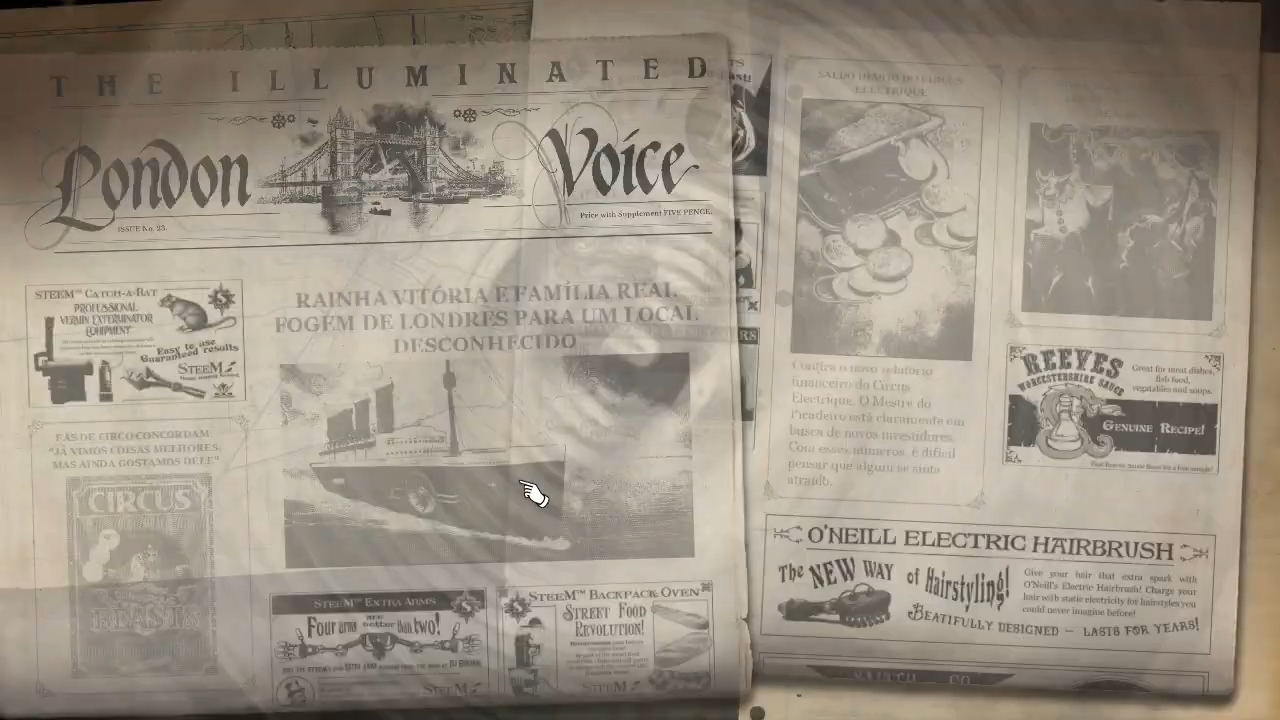 THE ILLUMINATED
London Voice
ISSUE No. 23.
Price with Supplement FIVE PENCE.
STEEM™ CATCH-A-RAT
PROFESSIONAL
VERMIN EXTERMINATOR
EQUIPMENT
Easy to use
Guaranteed results
STEEM
RAINHA VITÓRIA E FAMÍLIA REAL
FOGEM DE LONDRES PARA UM LOCAL
DESCONHECIDO
FÃS DE CIRCO CONCORDAM:
"JÁ VIMOS COISAS MELHORES,
MAS AINDA GOSTAMOS DELE"
CIRCUS
BEASTS
STEEM™ EXTRA ARMS
Four arms are better than two!
STEEM
STEEM™ BACKPACK OVEN
STREET FOOD
REVOLUTION!
STEEM
SALDO DIÁRIO DO CIRCUS
ELECTRIQUE
Confira o novo relatório
financeiro do Circus
Electrique. O Mestre do
Picadeiro está claramente em
busca de novos investidores.
Com esses números, é difícil
pensar que alguém se sinta
atraído.
REEYES
WORCESTERSHIRE SAUCE
Great for meat dishes,
fish food,
vegetables and soups.
GENUINE RECIPE!
O'NEILL ELECTRIC HAIRBRUSH
The NEW WAY of Hairstyling!
Give your hair that extra spark with
O'Neill's Electric Hairbrush! Charge your
hair with static electricity for hairstyles you
could never imagine before!
BEATIFULLY DESIGNED – LASTS FOR YEARS!